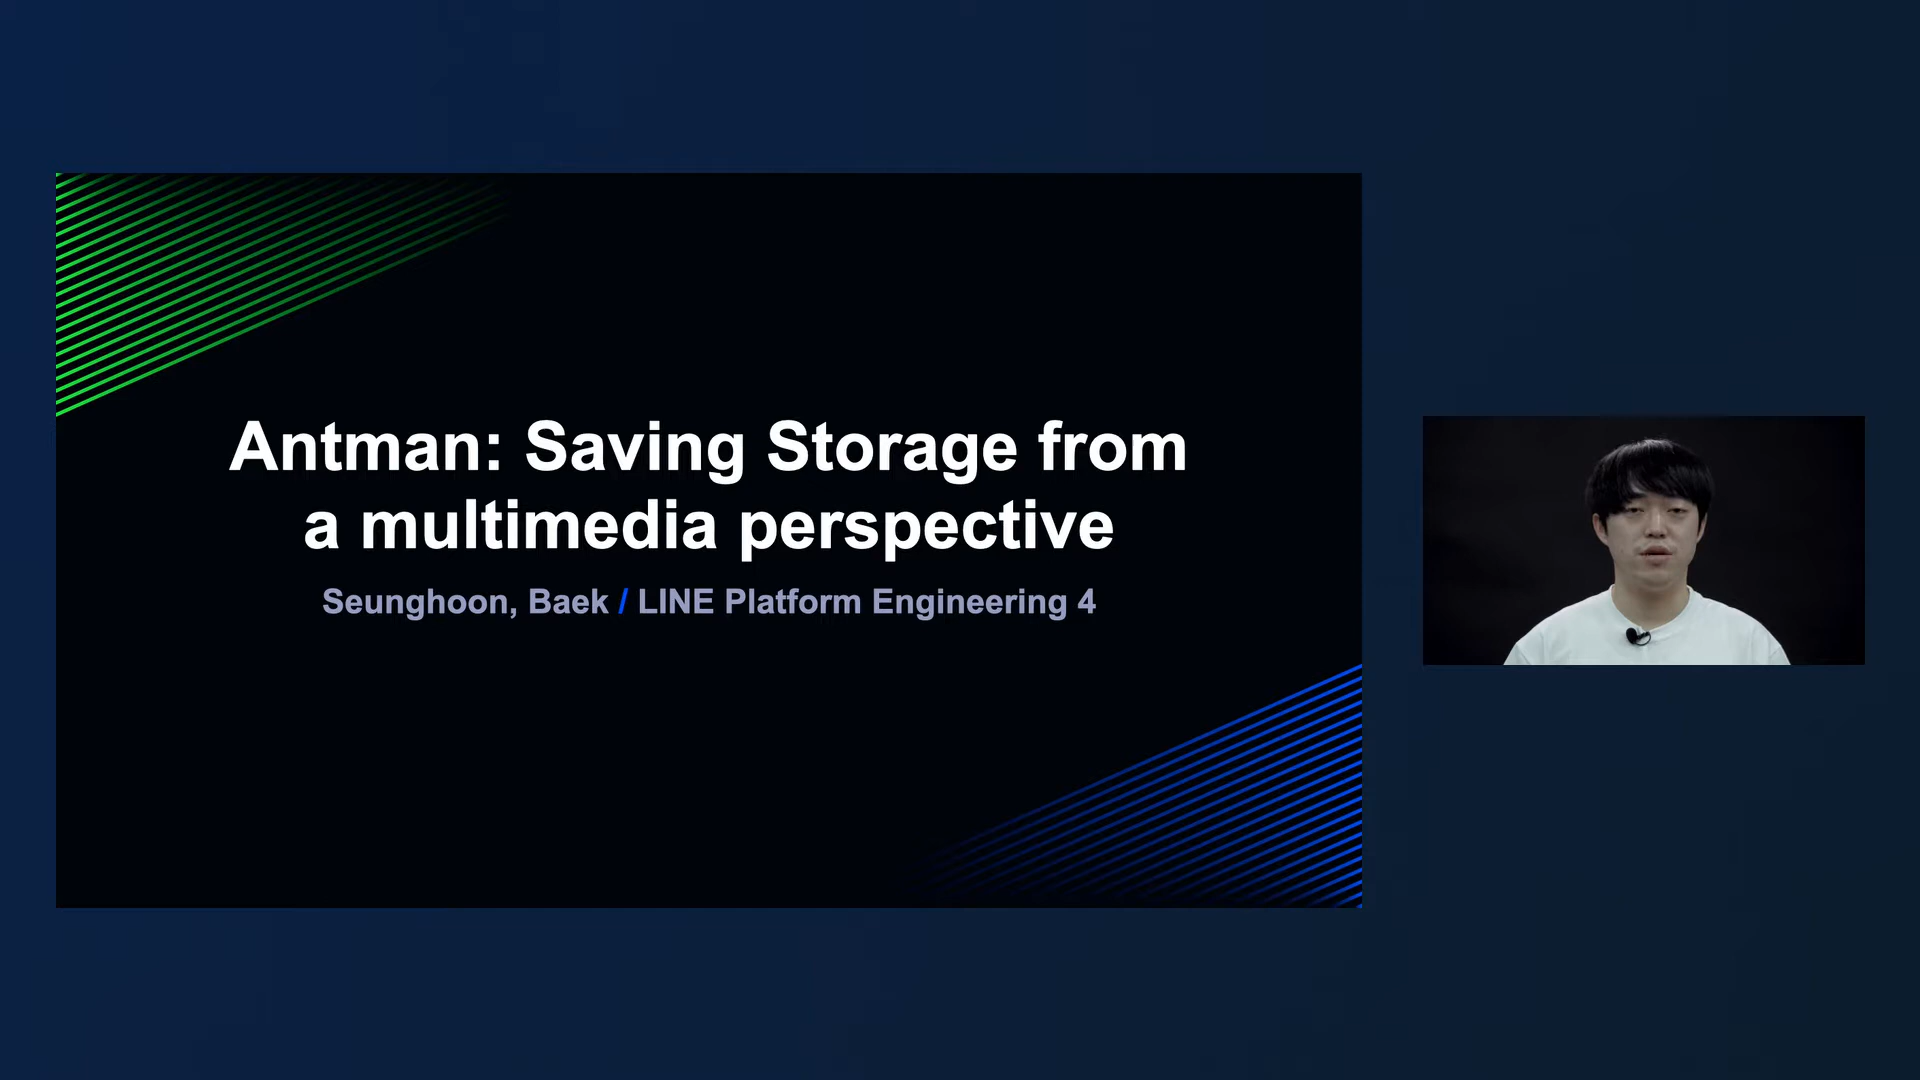 Antman: Saving Storage from
a multimedia perspective
Seunghoon, Baek / LINE Platform Engineering 4